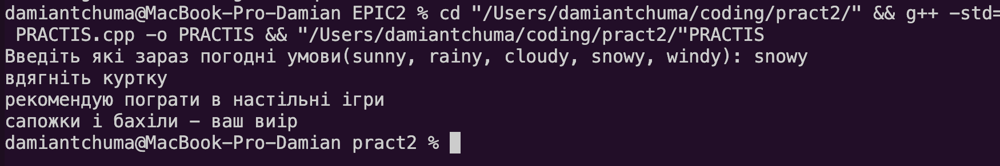 damiantchuma@MacBook-Pro-Damian EPIC2 % cd "/Users/damiantchuma/coding/pract2/" && g++ -std=
PRACTIS.cpp -o PRACTIS && "/Users/damiantchuma/coding/pract2/"PRACTIS
Введіть які зараз погодні умови(sunny, rainy, cloudy, snowy, windy): snowy
вдягніть куртку
рекомендую пограти в настільні ігри
сапожки і бахіли – ваш виір
damiantchuma@MacBook-Pro-Damian pract2 %